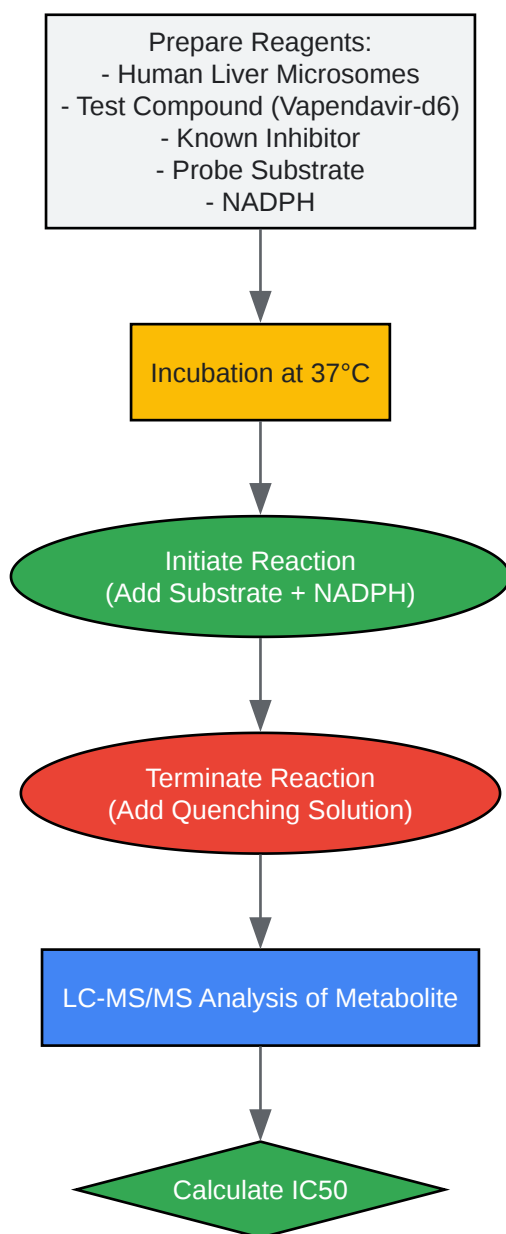 Prepare Reagents:
- Human Liver Microsomes
- Test Compound (Vapendavir-d6)
- Known Inhibitor
- Probe Substrate
- NADPH
Incubation at 37°C
Initiate Reaction
(Add Substrate + NADPH)
Terminate Reaction
(Add Quenching Solution)
LC-MS/MS Analysis of Metabolite
Calculate IC50